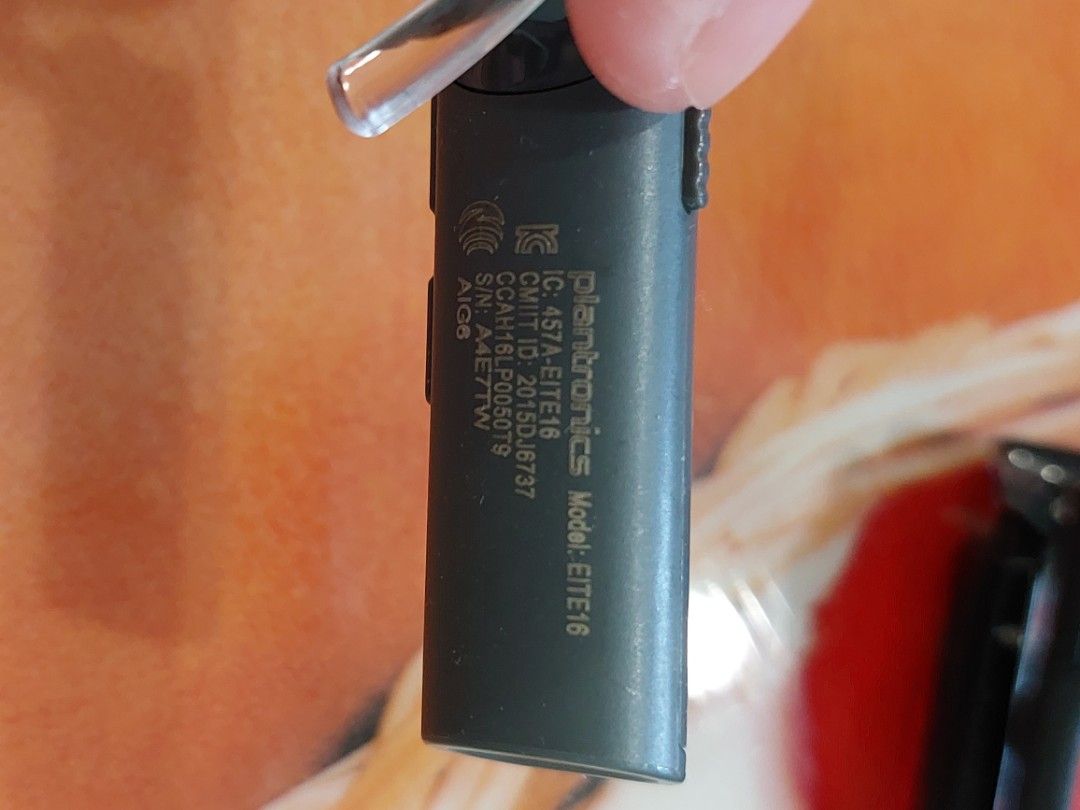 plantronics Model: EITE16
IC: 457A-EITE16
CMIIT ID: 2015DJ6737
CCAH16LP0050T9
S/N: A4E7TW
AIG6